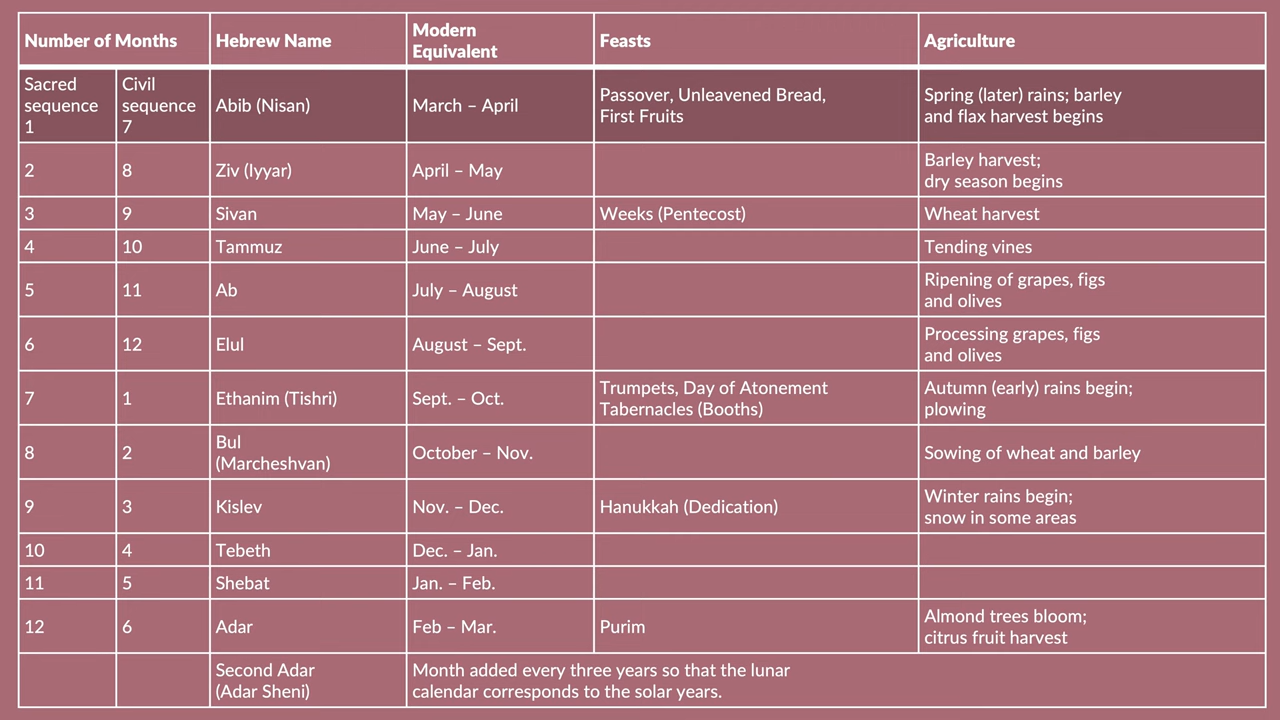 Number of Months
Hebrew Name
Modern
Equivalent
Feasts
Agriculture
Sacred
sequence
1
Civil
sequence
7
Abib (Nisan)
March – April
Passover, Unleavened Bread,
First Fruits
Spring (later) rains; barley
and flax harvest begins
2
8
Ziv (Iyyar)
April – May
Barley harvest;
dry season begins
3
9
Sivan
May – June
Weeks (Pentecost)
Wheat harvest
4
10
Tammuz
June – July
Tending vines
5
11
Ab
July – August
Ripening of grapes, figs
and olives
6
12
Elul
August – Sept.
Processing grapes, figs
and olives
7
1
Ethanim (Tishri)
Sept. – Oct.
Trumpets, Day of Atonement
Tabernacles (Booths)
Autumn (early) rains begin;
plowing
8
2
Bul
(Marcheshvan)
October – Nov.
Sowing of wheat and barley
9
3
Kislev
Nov. – Dec.
Hanukkah (Dedication)
Winter rains begin;
snow in some areas
10
4
Tebeth
Dec. – Jan.
11
5
Shebat
Jan. – Feb.
12
6
Adar
Feb – Mar.
Purim
Almond trees bloom;
citrus fruit harvest
Second Adar
(Adar Sheni)
Month added every three years so that the lunar
calendar corresponds to the solar years.